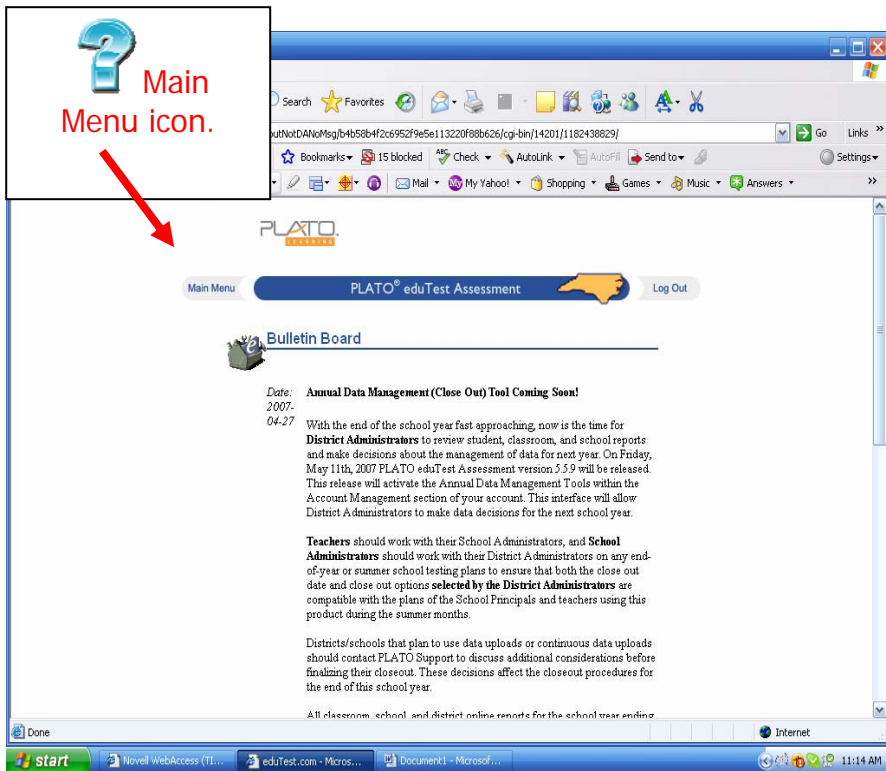 Main
Menu icon.
Search Favorites
outNotDANoMsg/b4b58b4f2c6952f9e5e113220f88b626/cgi-bin/14201/1182438829/ Go Links »
Bookmarks 15 blocked Check AutoLink AutoFill Send to Settings
Mail My Yahoo! Shopping Games Music Answers »
PLATO.
LEARNING
Main Menu PLATO® eduTest Assessment Log Out
Bulletin Board
Date: Annual Data Management (Close Out) Tool Coming Soon!
2007-
04-27 With the end of the school year fast approaching, now is the time for
District Administrators to review student, classroom, and school reports
and make decisions about the management of data for next year. On Friday,
May 11th, 2007 PLATO eduTest Assessment version 5.5.9 will be released.
This release will activate the Annual Data Management Tools within the
Account Management section of your account. This interface will allow
District Administrators to make data decisions for the next school year.
Teachers should work with their School Administrators, and School
Administrators should work with their District Administrators on any end-
of-year or summer school testing plans to ensure that both the close out
date and close out options selected by the District Administrators are
compatible with the plans of the School Principals and teachers using this
product during the summer months.
Districts/schools that plan to use data uploads or continuous data uploads
should contact PLATO Support to discuss additional considerations before
finalizing their closeout. These decisions affect the closeout procedures for
the end of this school year.
All classroom, school, and district online reports for the school year ending
Done Internet
start Novell WebAccess (TI... eduTest.com - Micros... Document1 - Microsof... 11:14 AM